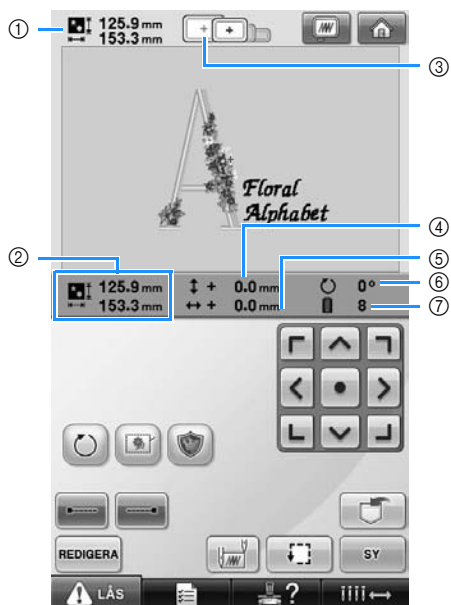 ① 125.9 mm
153.3 mm
③
Floral
Alphabet
④
②
⑤
125.9 mm + 0.0 mm 0° ⑥
153.3 mm + 0.0 mm 8 ⑦
REDIGERA SY
LÅS ?